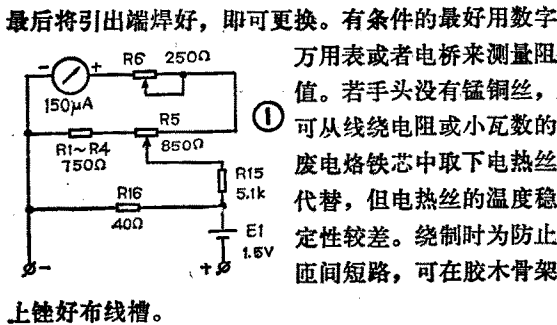 最后将引出端焊好，即可更换。有条件的最好用数字
万用表或者电桥来测量阻
值。若手头没有锰铜丝，
可从线绕电阻或小瓦数的
废电烙铁芯中取下电热丝
代替，但电热丝的温度稳
定性较差。绕制时为防止
匝间短路，可在胶木骨架
上锉好布线槽。
- + R6 250Ω
150μA
R5
①
R1～R4
750Ω
850Ω
R15
5.1k
R16
40Ω
E1
1.5V
- +